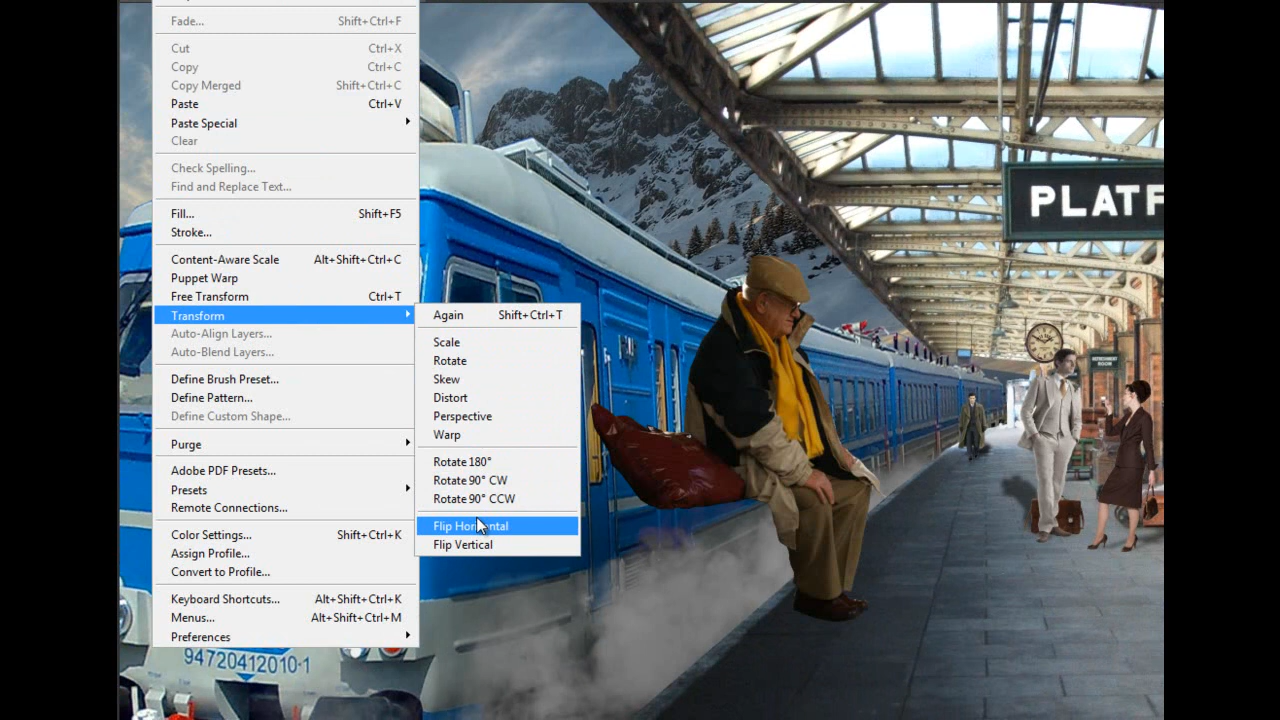 Fade... Shift+Ctrl+F
Cut Ctrl+X
Copy Ctrl+C
Copy Merged Shift+Ctrl+C
Paste Ctrl+V
Paste Special
Clear
Check Spelling...
Find and Replace Text...
Fill... Shift+F5
Stroke...
Content-Aware Scale Alt+Shift+Ctrl+C
Puppet Warp
Free Transform Ctrl+T
Transform
Auto-Align Layers...
Auto-Blend Layers...
Define Brush Preset...
Define Pattern...
Define Custom Shape...
Purge
Adobe PDF Presets...
Presets
Remote Connections...
Color Settings... Shift+Ctrl+K
Assign Profile...
Convert to Profile...
Keyboard Shortcuts... Alt+Shift+Ctrl+K
Menus... Alt+Shift+Ctrl+M
Preferences
Again Shift+Ctrl+T
Scale
Rotate
Skew
Distort
Perspective
Warp
Rotate 180°
Rotate 90° CW
Rotate 90° CCW
Flip Horizontal
Flip Vertical
PLATF
REFRESHMENT
ROOM
94720412010-1